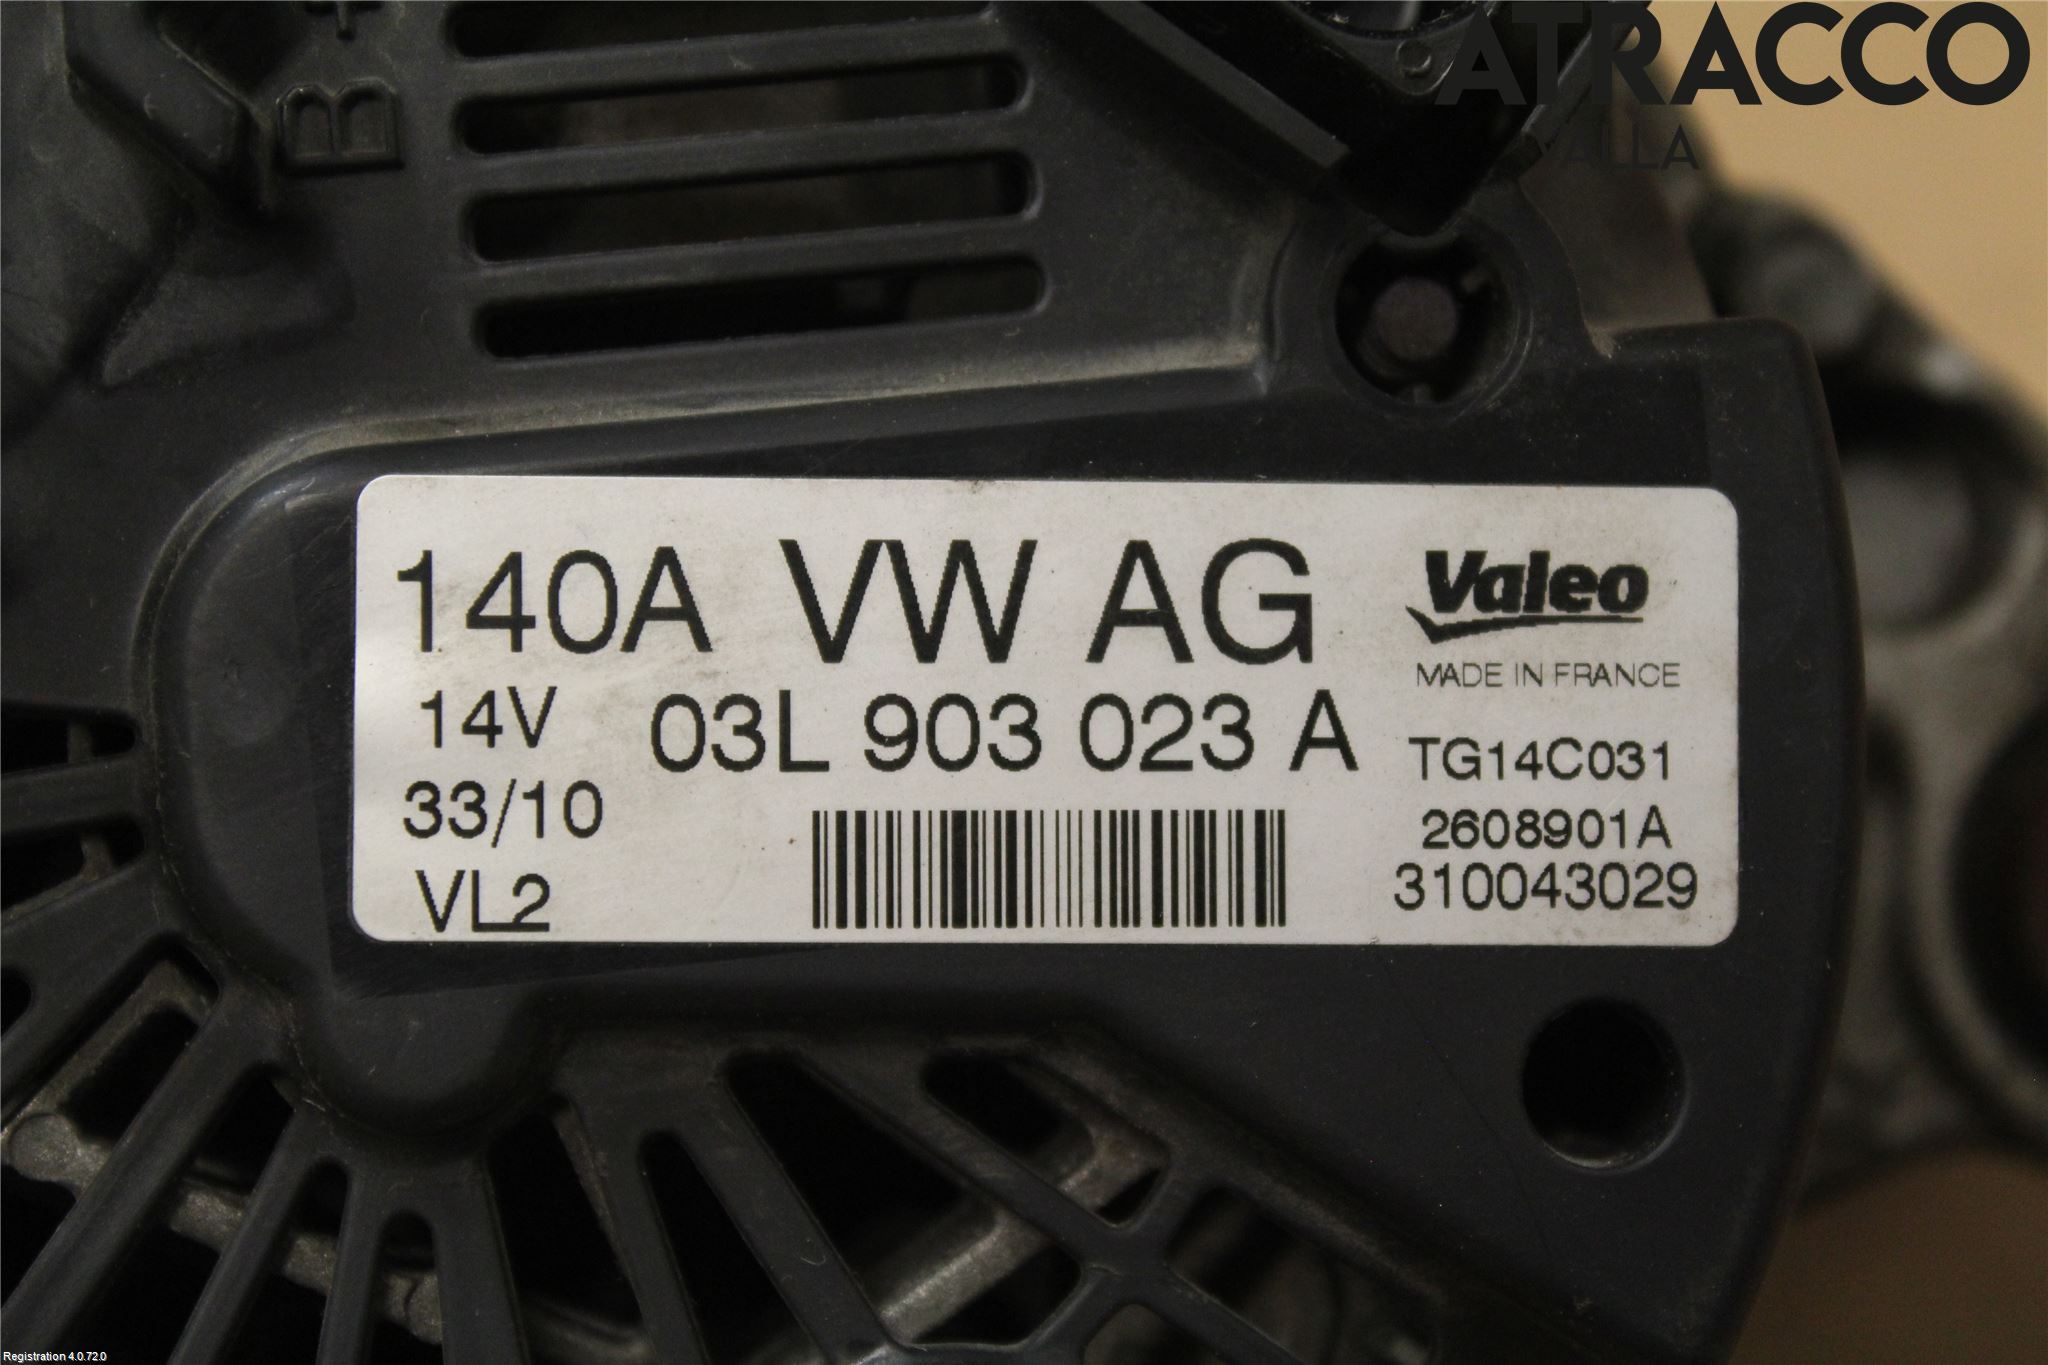 B+
ATRACCO
ALLA
140A VW AG
14V 03L 903 023 A
33/10
VL2
Valeo
MADE IN FRANCE
TG14C031
2608901A
310043029
Registration 4.0.72.0